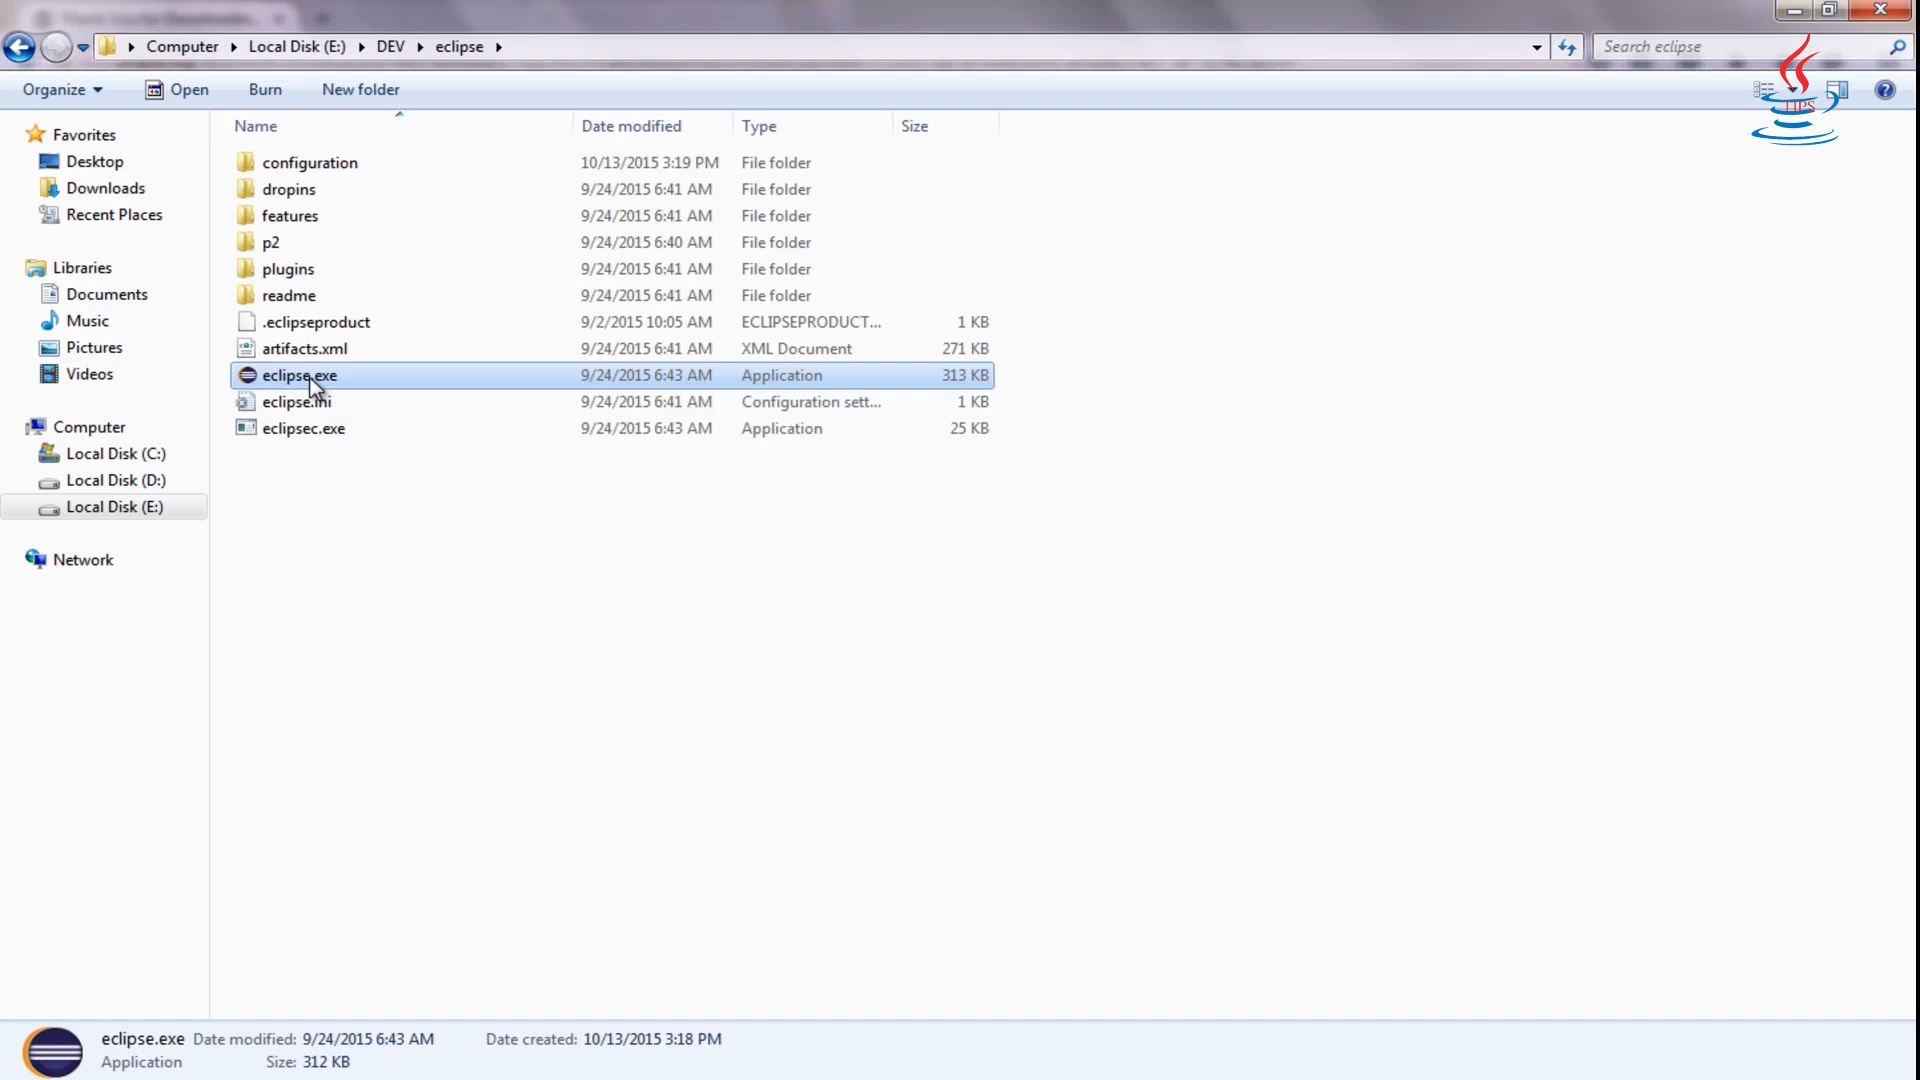 Computer Local Disk (E:) DEV eclipse
Search eclipse
Organize Open Burn New folder
TIPS
Name Date modified Type Size
Favorites
Desktop
Downloads
Recent Places
Libraries
Documents
Music
Pictures
Videos
Computer
Local Disk (C:)
Local Disk (D:)
Local Disk (E:)
Network
configuration 10/13/2015 3:19 PM File folder
dropins 9/24/2015 6:41 AM File folder
features 9/24/2015 6:41 AM File folder
p2 9/24/2015 6:40 AM File folder
plugins 9/24/2015 6:41 AM File folder
readme 9/24/2015 6:41 AM File folder
.eclipseproduct 9/2/2015 10:05 AM ECLIPSEPRODUCT... 1 KB
artifacts.xml 9/24/2015 6:41 AM XML Document 271 KB
eclipse.exe 9/24/2015 6:43 AM Application 313 KB
eclipse.ini 9/24/2015 6:41 AM Configuration sett... 1 KB
eclipsec.exe 9/24/2015 6:43 AM Application 25 KB
eclipse.exe Date modified: 9/24/2015 6:43 AM Date created: 10/13/2015 3:18 PM
Application Size: 312 KB